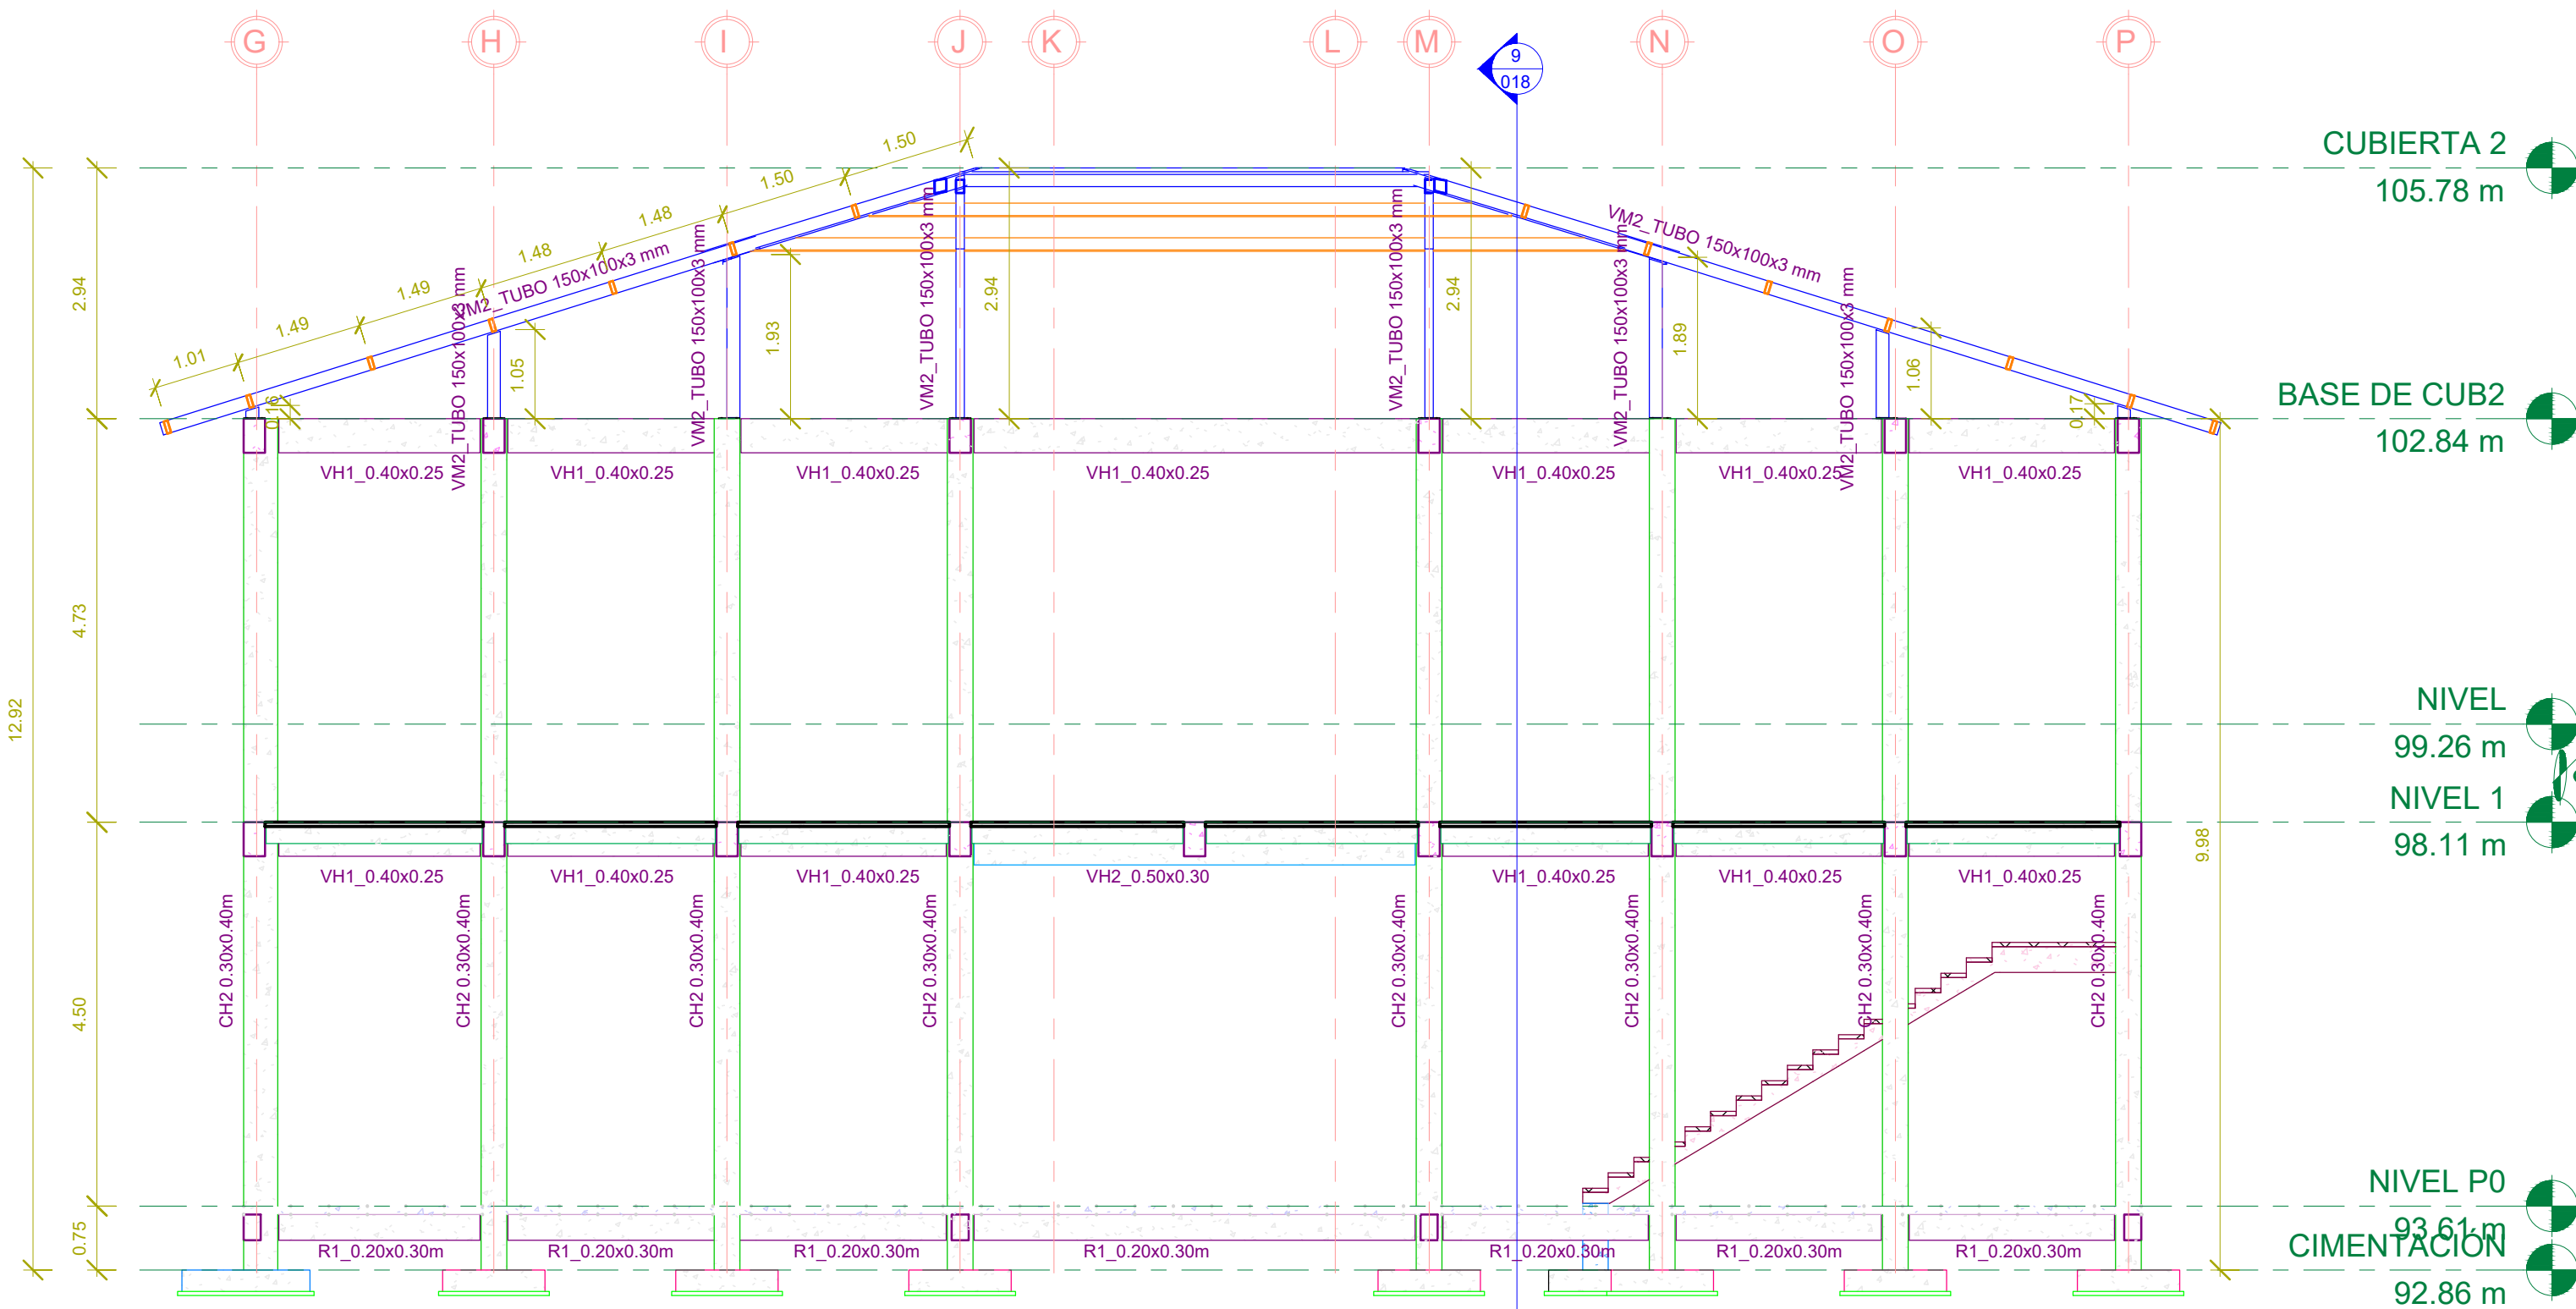 G H I J K L M N O P
9
018
CUBIERTA 2
105.78 m
1.01 1.49 1.49 1.48 1.48 1.50 1.50
VM2_TUBO 150x100x3 mm
VM2_TUBO 150x100x3 mm
VM2_TUBO 150x100x3 mm
VM2_TUBO 150x100x3 mm
VM2_TUBO 150x100x3 mm
VM2_TUBO 150x100x3 mm
VM2_TUBO 150x100x3 mm
VM2_TUBO 150x100x3 mm
2.94
0.16 1.05 1.93 2.94 2.94 1.89 1.06 0.17
BASE DE CUB2
102.84 m
VH1_0.40x0.25 VH1_0.40x0.25 VH1_0.40x0.25 VH1_0.40x0.25 VH1_0.40x0.25 VH1_0.40x0.25 VH1_0.40x0.25
4.73
12.92
NIVEL
99.26 m
NIVEL 1
98.11 m
9.98
VH1_0.40x0.25 VH1_0.40x0.25 VH1_0.40x0.25 VH2_0.50x0.30 VH1_0.40x0.25 VH1_0.40x0.25 VH1_0.40x0.25
CH2 0.30x0.40m CH2 0.30x0.40m CH2 0.30x0.40m CH2 0.30x0.40m CH2 0.30x0.40m CH2 0.30x0.40m CH2 0.30x0.40m CH2 0.30x0.40m
4.50
NIVEL P0
93.61 m
0.75
R1_0.20x0.30m R1_0.20x0.30m R1_0.20x0.30m R1_0.20x0.30m R1_0.20x0.30m R1_0.20x0.30m R1_0.20x0.30m
CIMENTACIÓN
92.86 m